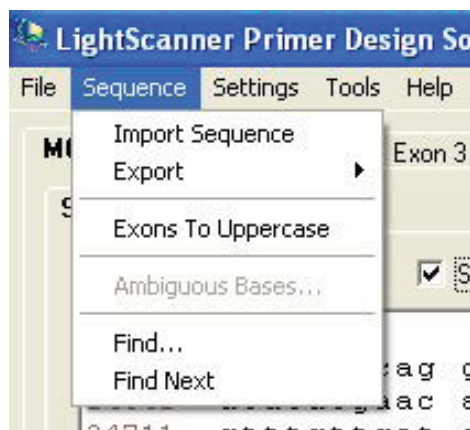 LightScanner Primer Design
File Sequence Settings Tools Help
Import Sequence
Exon 3
Export
Exons To Uppercase
Ambiguous Bases...
Find...
Find Next